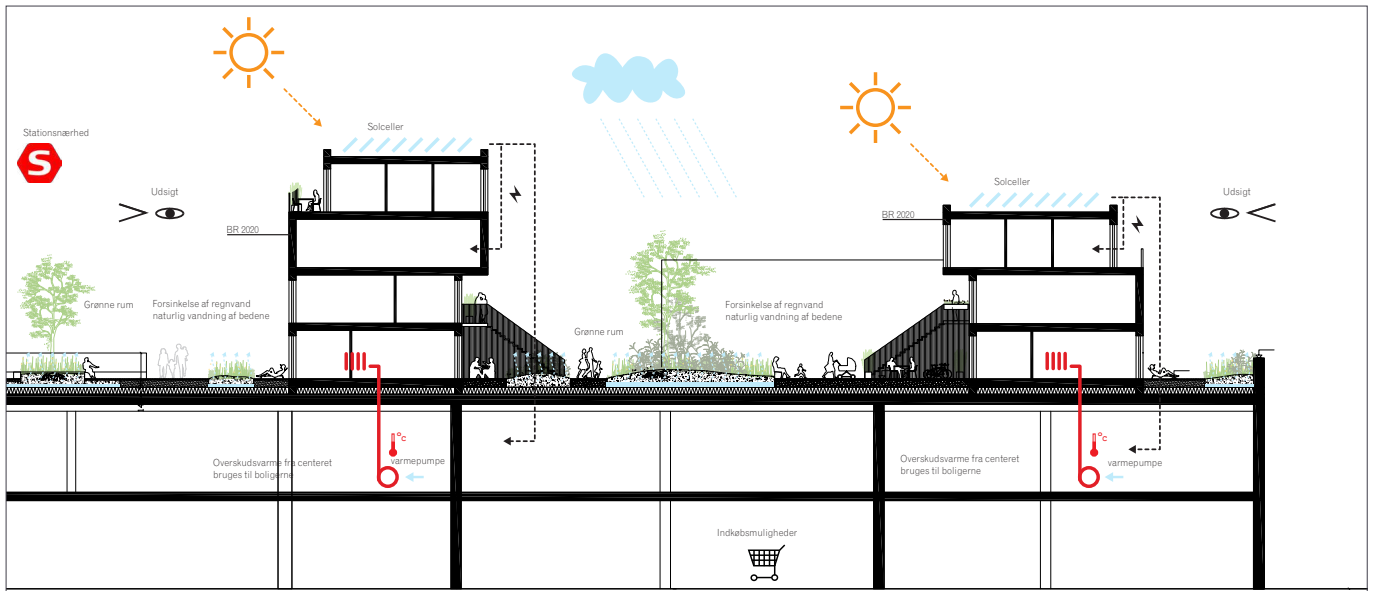 Stationsnærhed
S
Udsigt
BR 2020
Solceller
Solceller
BR 2020
Udsigt
Grønne rum
Forsinkelse af regnvand
naturlig vandning af bedene
Grønne rum
Forsinkelse af regnvand
naturlig vandning af bedene
Overskudsvarme fra centeret
bruges til boligerne
°c
varmepumpe
Overskudsvarme fra centeret
bruges til boligerne
°c
varmepumpe
Indkøbsmuligheder